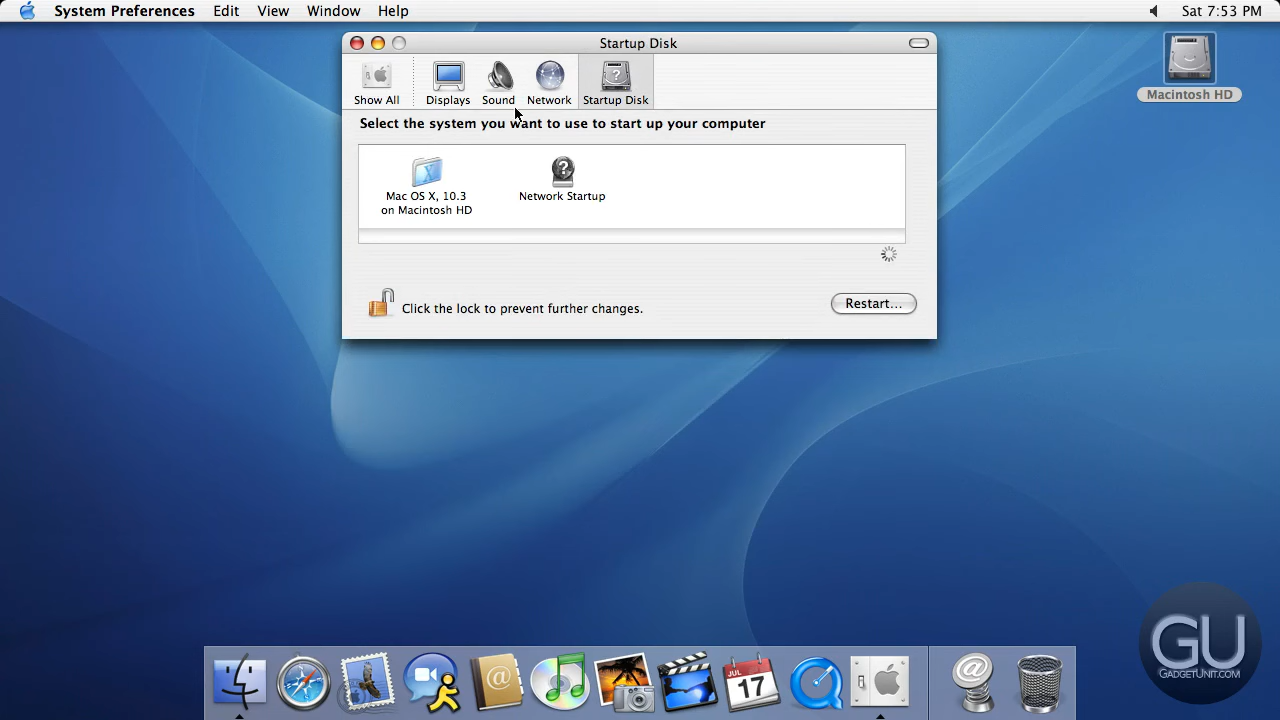 System Preferences Edit View Window Help Sat 7:53 PM
Startup Disk
Show All Displays Sound Network Startup Disk
Select the system you want to use to start up your computer
Mac OS X, 10.3
on Macintosh HD
Network Startup
Click the lock to prevent further changes.
Restart...
Macintosh HD
JUL
17
GU
GADGETUNIT.COM